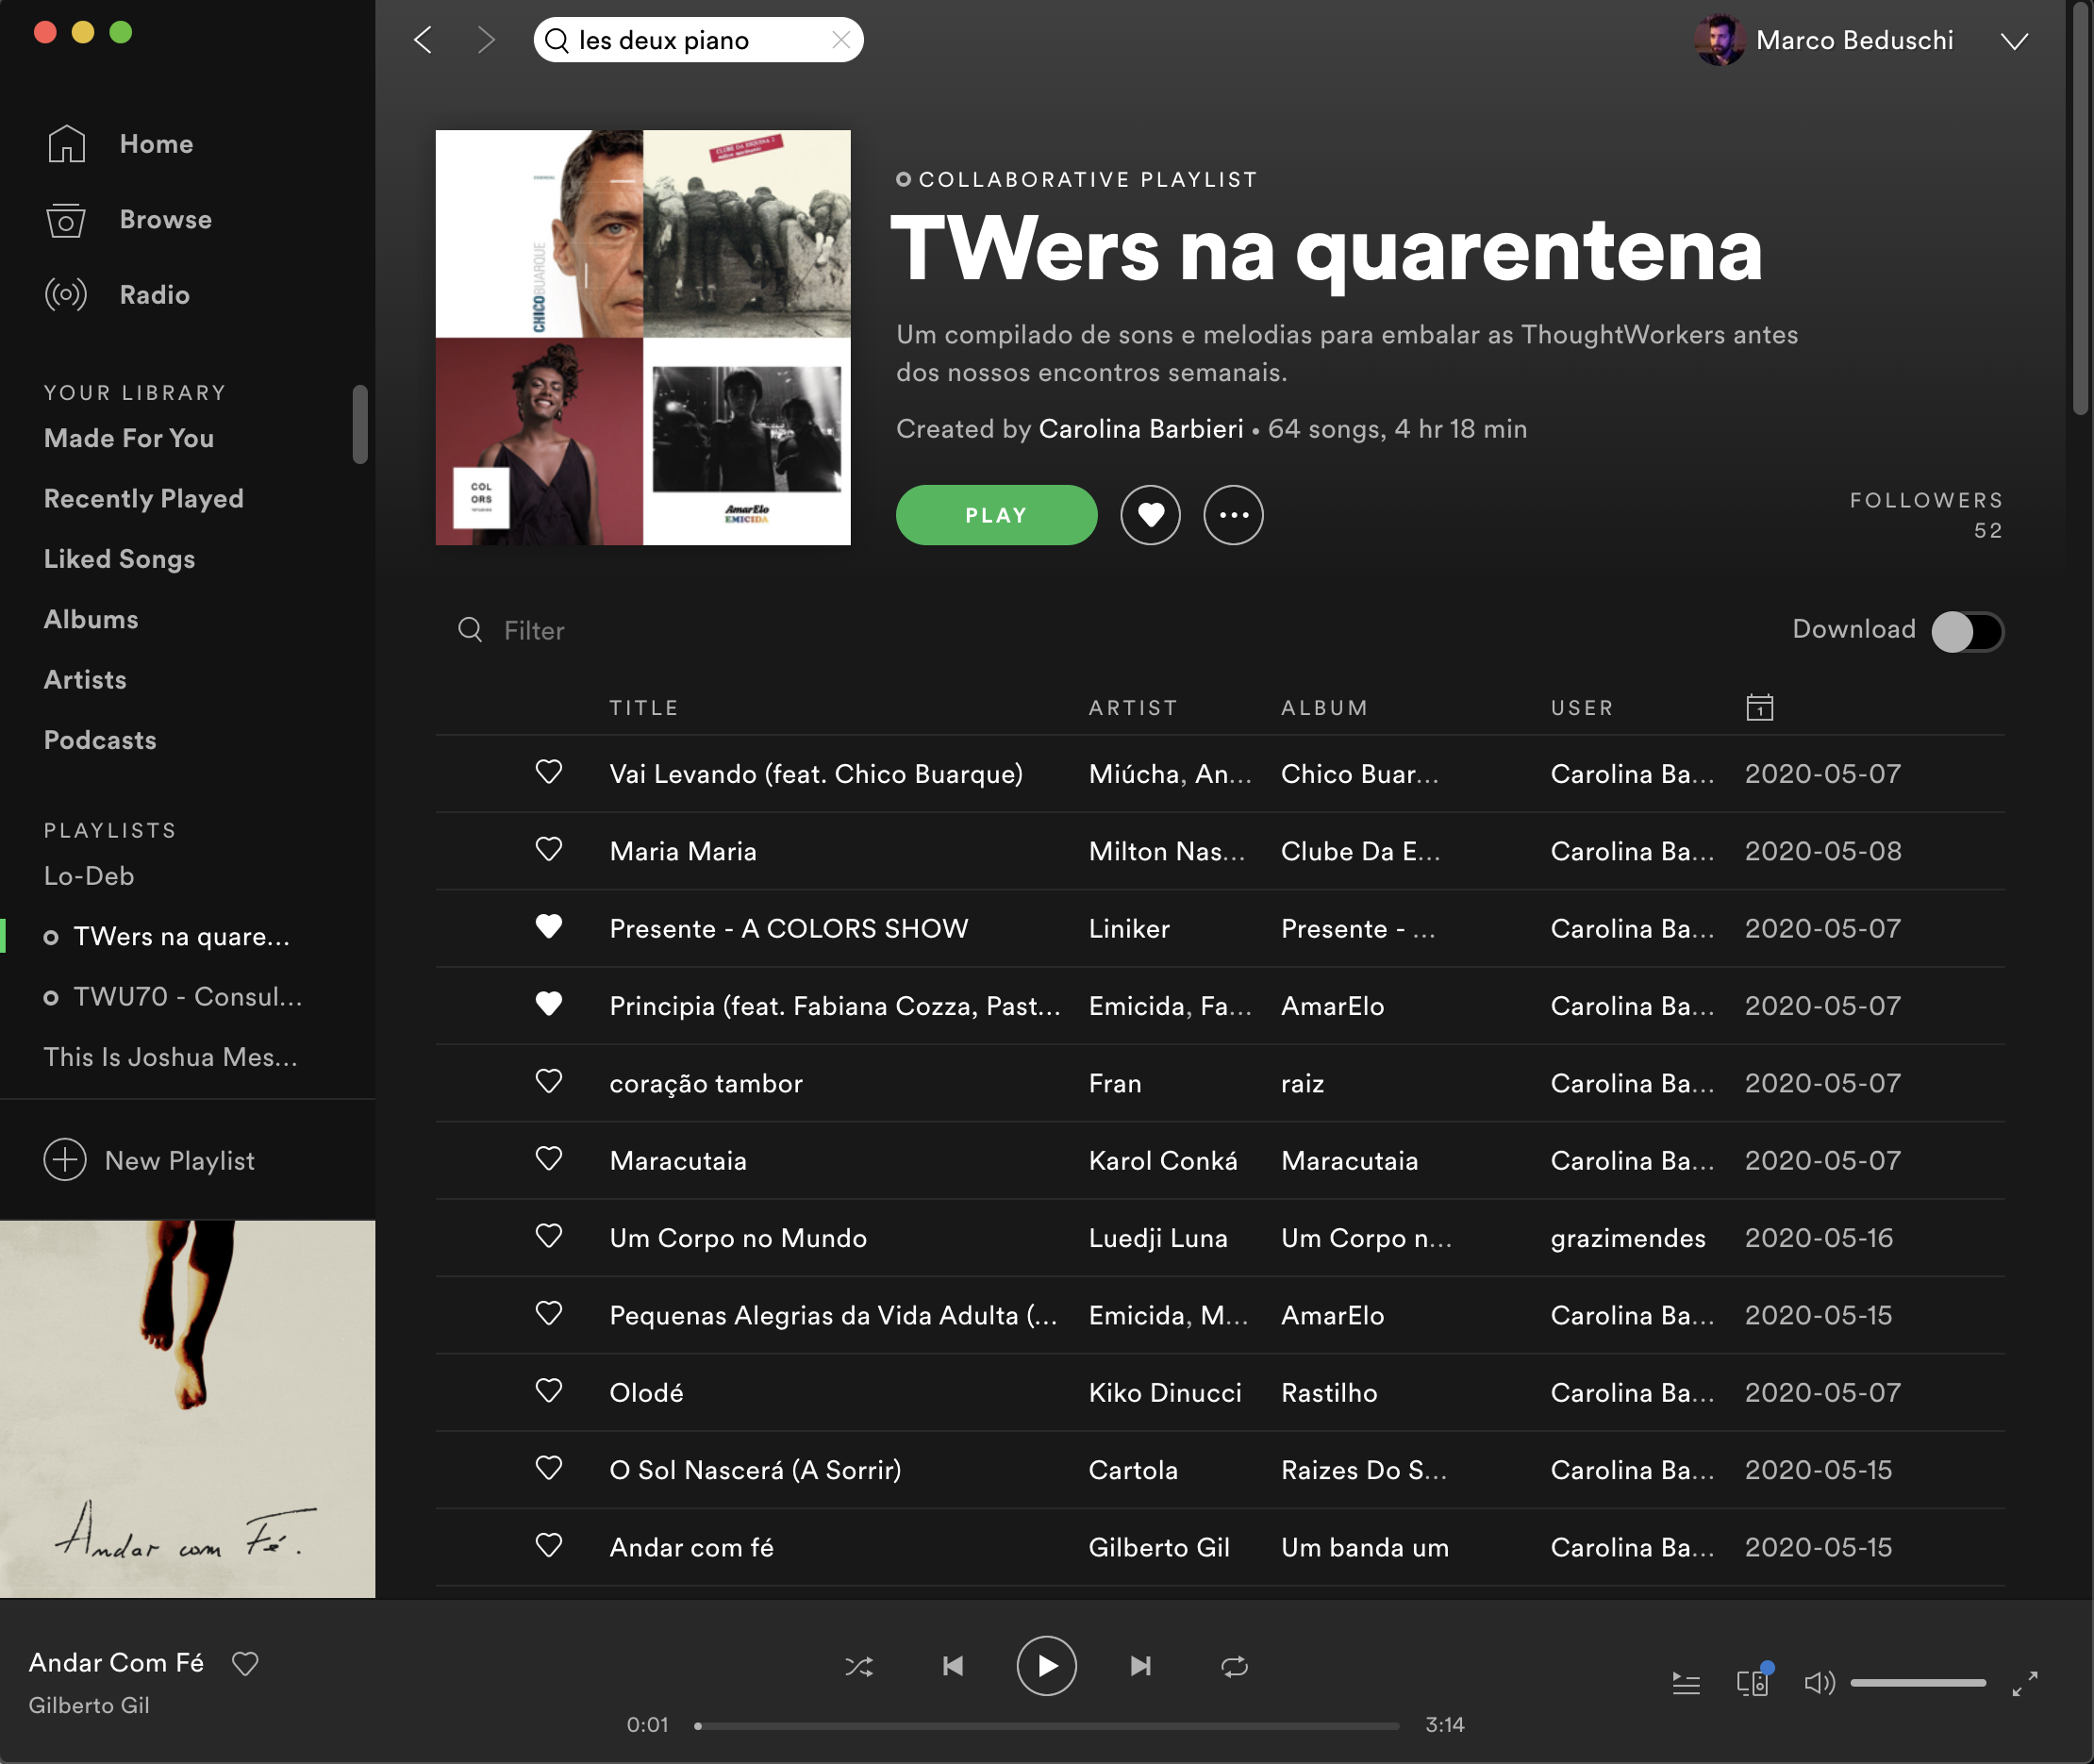 les deux piano
Marco Beduschi
Home
Browse
Radio
YOUR LIBRARY
Made For You
Recently Played
Liked Songs
Albums
Artists
Podcasts
PLAYLISTS
Lo-Deb
TWers na quare...
TWU70 - Consul...
This Is Joshua Mes...
New Playlist
Andar com Fé.
CHICOBUARQUE
CLUBE DA ESQUINA 2
COL
ORS
AmarElo
EMICIDA
COLLABORATIVE PLAYLIST
TWers na quarentena
Um compilado de sons e melodias para embalar as ThoughtWorkers antes
dos nossos encontros semanais.
Created by Carolina Barbieri • 64 songs, 4 hr 18 min
PLAY
FOLLOWERS
52
Filter
Download
TITLE ARTIST ALBUM USER 1
Vai Levando (feat. Chico Buarque) Miúcha, An... Chico Buar... Carolina Ba... 2020-05-07
Maria Maria Milton Nas... Clube Da E... Carolina Ba... 2020-05-08
Presente - A COLORS SHOW Liniker Presente - ... Carolina Ba... 2020-05-07
Principia (feat. Fabiana Cozza, Past... Emicida, Fa... AmarElo Carolina Ba... 2020-05-07
coração tambor Fran raiz Carolina Ba... 2020-05-07
Maracutaia Karol Conká Maracutaia Carolina Ba... 2020-05-07
Um Corpo no Mundo Luedji Luna Um Corpo n... grazimendes 2020-05-16
Pequenas Alegrias da Vida Adulta (... Emicida, M... AmarElo Carolina Ba... 2020-05-15
Olodé Kiko Dinucci Rastilho Carolina Ba... 2020-05-07
O Sol Nascerá (A Sorrir) Cartola Raizes Do S... Carolina Ba... 2020-05-15
Andar com fé Gilberto Gil Um banda um Carolina Ba... 2020-05-15
Andar Com Fé
Gilberto Gil
0:01
3:14